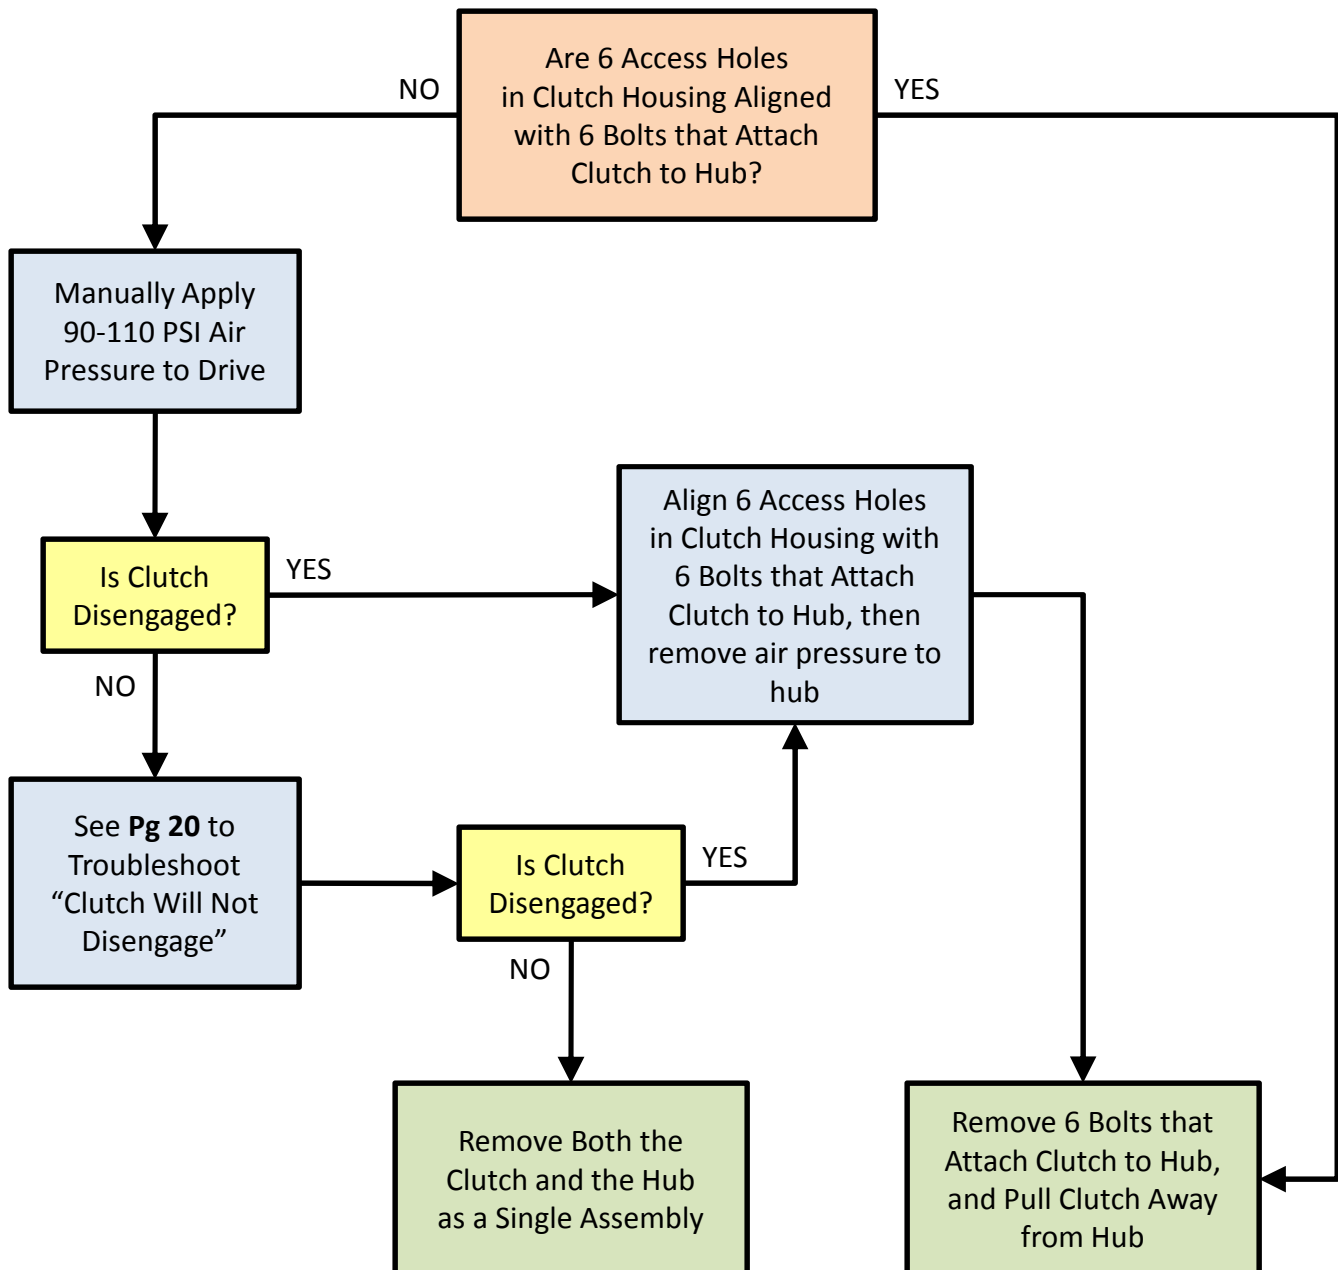 Are 6 Access Holes
in Clutch Housing Aligned
with 6 Bolts that Attach
Clutch to Hub?
NO
YES
Manually Apply
90-110 PSI Air
Pressure to Drive
Is Clutch
Disengaged?
YES
NO
Align 6 Access Holes
in Clutch Housing with
6 Bolts that Attach
Clutch to Hub, then
remove air pressure to
hub
See Pg 20 to
Troubleshoot
“Clutch Will Not
Disengage”
Is Clutch
Disengaged?
YES
NO
Remove Both the
Clutch and the Hub
as a Single Assembly
Remove 6 Bolts that
Attach Clutch to Hub,
and Pull Clutch Away
from Hub